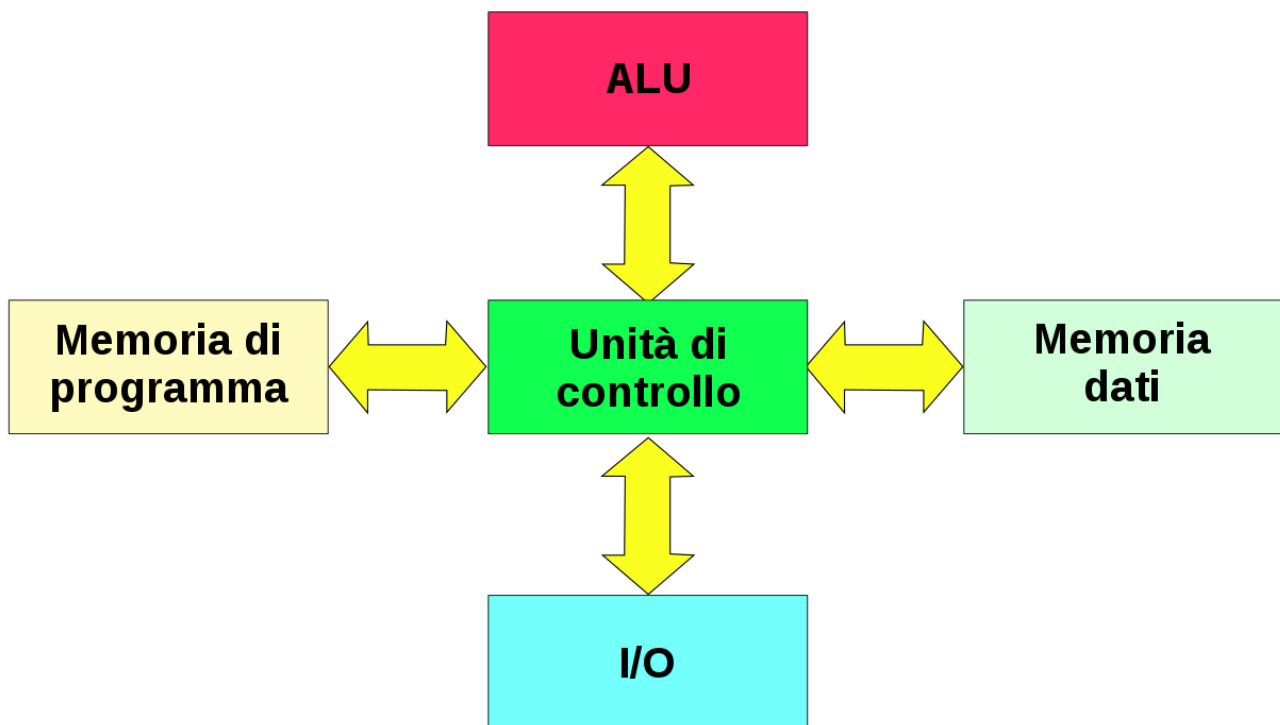 ALU
Memoria di
programma
Unità di
controllo
Memoria
dati
I/O